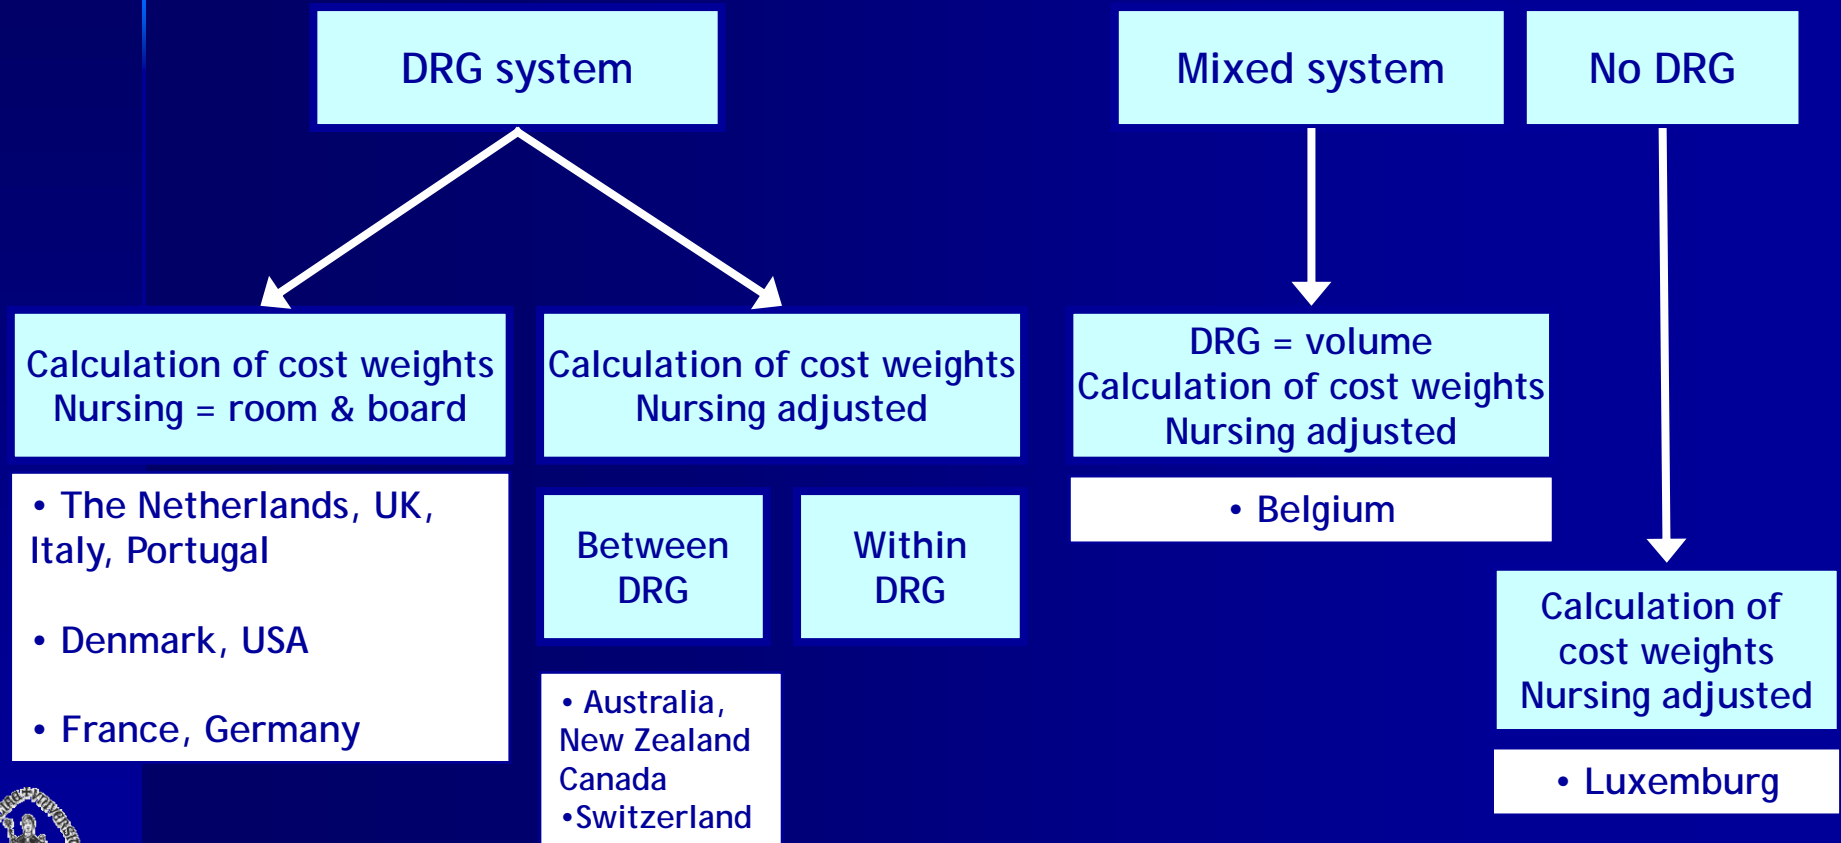 DRG system
Mixed system
No DRG
Calculation of cost weights
Nursing = room & board
Calculation of cost weights
Nursing adjusted
DRG = volume
Calculation of cost weights
Nursing adjusted
• The Netherlands, UK,
Italy, Portugal
• Denmark, USA
• France, Germany
Between
DRG
Within
DRG
• Australia,
New Zealand
Canada
•Switzerland
• Belgium
Calculation of
cost weights
Nursing adjusted
• Luxemburg